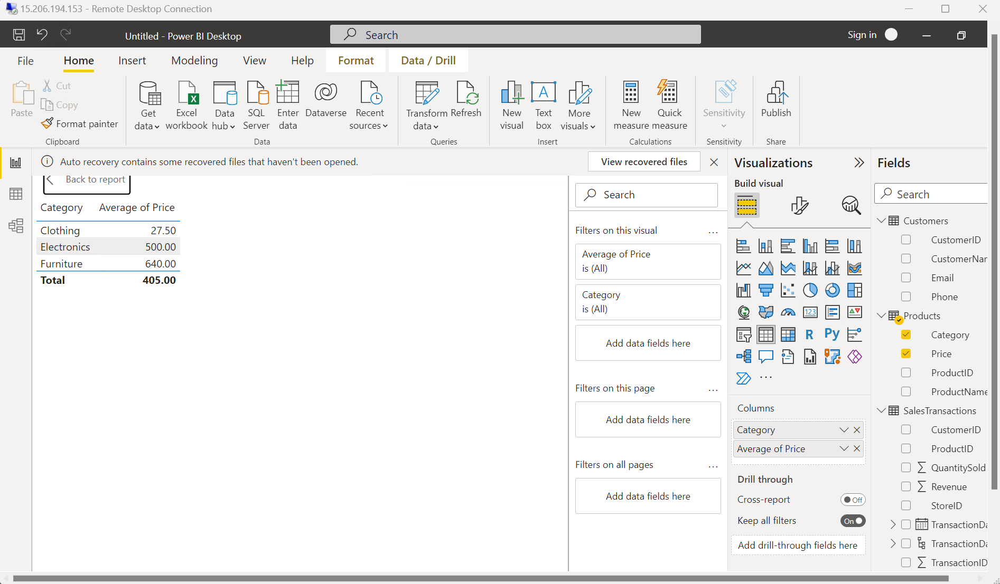 15.206.194.153 - Remote Desktop Connection
Untitled - Power BI Desktop
Search
Sign in
File
Home
Insert
Modeling
View
Help
Format
Data / Drill
Paste
Cut
Copy
Format painter
Clipboard
Get data
Excel workbook
Data hub
SQL Server
Enter data
Dataverse
Recent sources
Data
Transform data
Refresh
Queries
New visual
Text box
More visuals
Insert
New measure
Quick measure
Calculations
Sensitivity
Sensitivity
Publish
Share
Auto recovery contains some recovered files that haven't been opened.
View recovered files
Back to report
Category Average of Price
Clothing 27.50
Electronics 500.00
Furniture 640.00
Total 405.00
Search
Filters on this visual ...
Average of Price
is (All)
Category
is (All)
Add data fields here
Filters on this page ...
Add data fields here
Filters on all pages ...
Add data fields here
Visualizations
Build visual
123
R
Py
...
Columns
Category
Average of Price
Drill through
Cross-report Off
Keep all filters On
Add drill-through fields here
Fields
Search
Customers
CustomerID
CustomerNar
Email
Phone
Products
Category
Price
ProductID
ProductName
SalesTransactions
CustomerID
ProductID
∑ QuantitySold
∑ Revenue
StoreID
TransactionDa
TransactionDa
∑ TransactionID